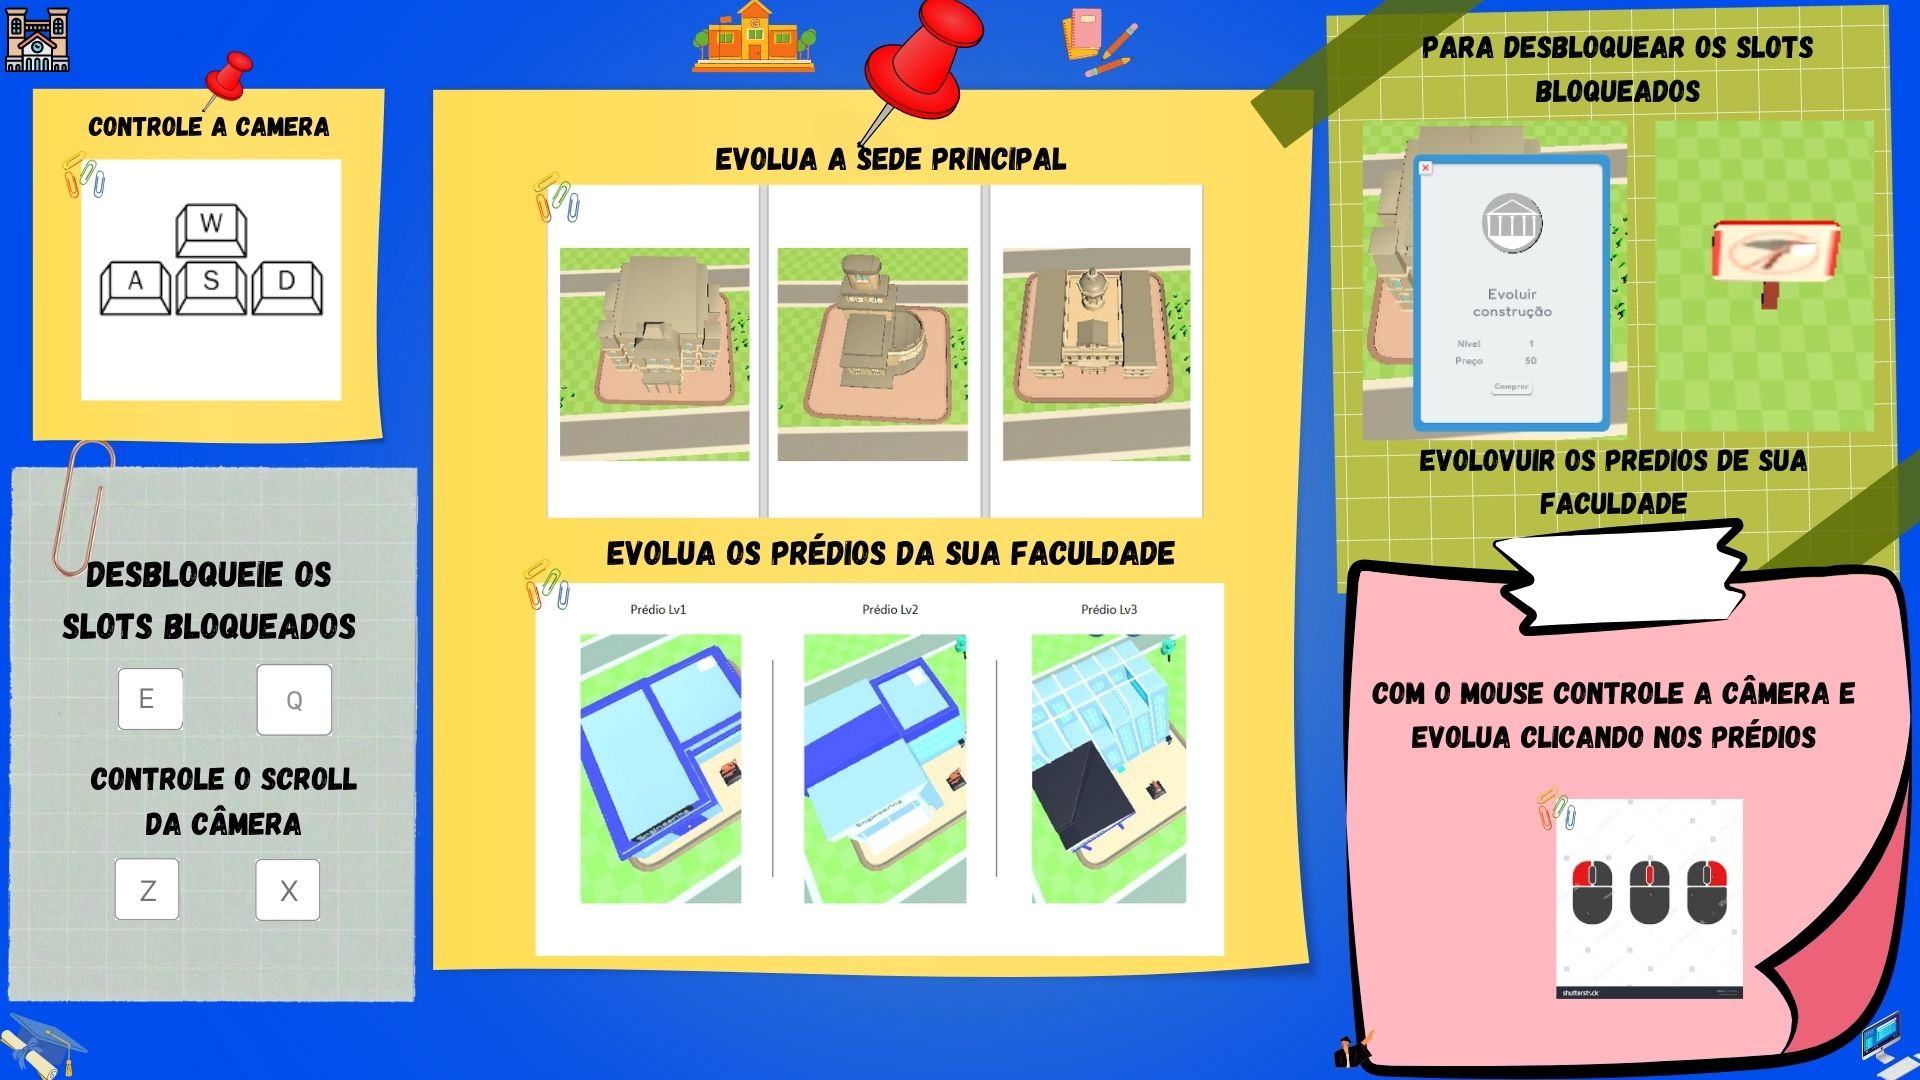 CONTROLE A CAMERA
W
A S D
DESBLOQUEIE OS
SLOTS BLOQUEADOS
E Q
CONTROLE O SCROLL
DA CÂMERA
Z X
EVOLUA A SEDE PRINCIPAL
EVOLUA OS PRÉDIOS DA SUA FACULDADE
Prédio Lv1 Prédio Lv2 Prédio Lv3
Engineering
PARA DESBLOQUEAR OS SLOTS
BLOQUEADOS
Evoluir
construção
Nível 1
Preço 50
Comprar
EVOLOVUIR OS PREDIOS DE SUA
FACULDADE
COM O MOUSE CONTROLE A CÂMERA E
EVOLUA CLICANDO NOS PRÉDIOS
shutterstock